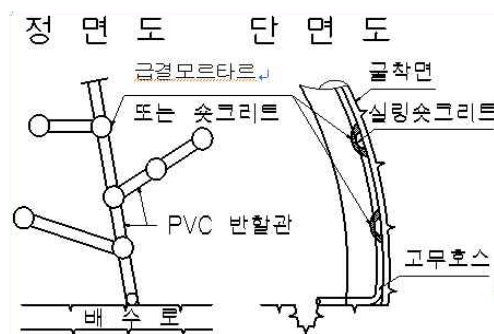 정 면 도
단 면 도
급결모르타르
또는 숏크리트
굴착면
실링숏크리트
PVC 반할관
고무호스
배 수 로